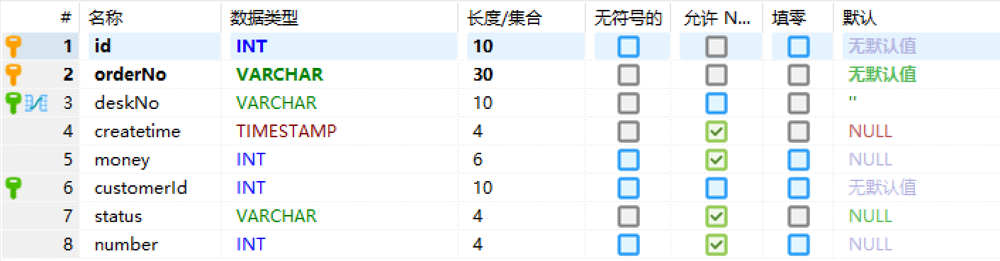 # 名称 数据类型 长度/集合 无符号的 允许 N... 填零 默认
1 id INT 10 无默认值
2 orderNo VARCHAR 30 无默认值
3 deskNo VARCHAR 10 ''
4 createtime TIMESTAMP 4 NULL
5 money INT 6 NULL
6 customerId INT 10 无默认值
7 status VARCHAR 4 NULL
8 number INT 4 NULL